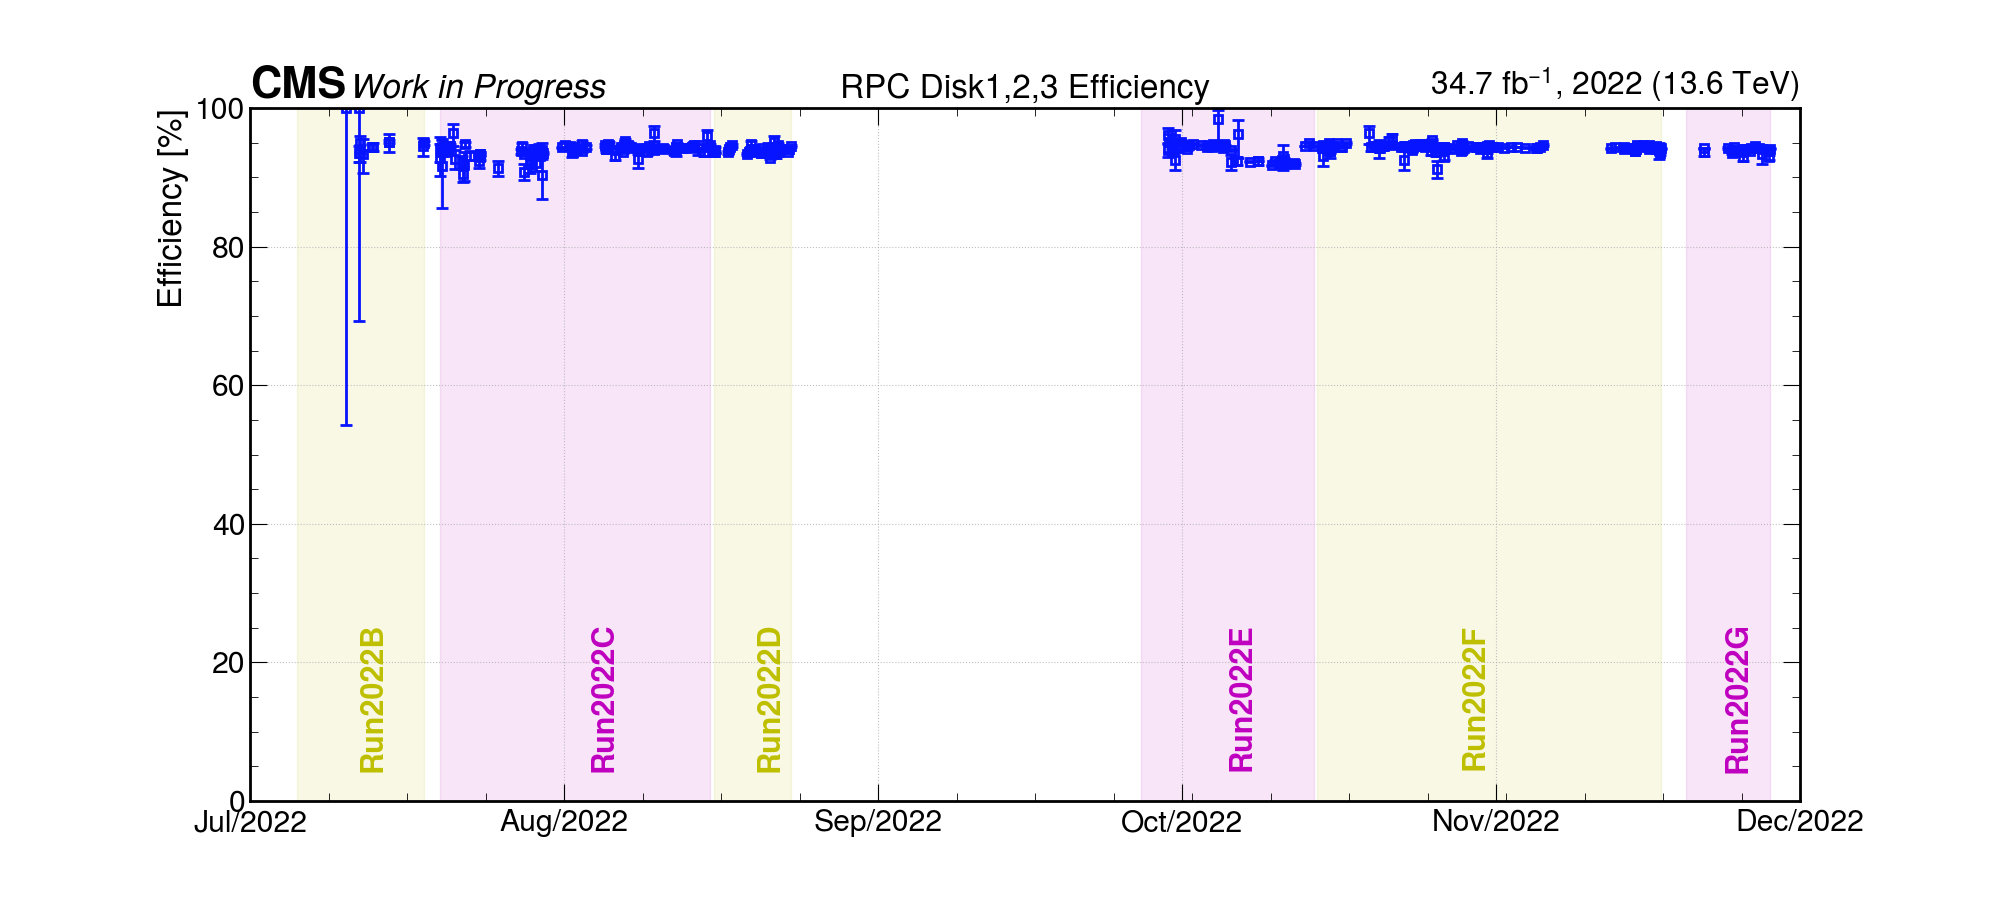 CMS Work in Progress
RPC Disk1,2,3 Efficiency
34.7 fb⁻¹, 2022 (13.6 TeV)
Efficiency [%]
100
80
60
40
20
0
Run2022B
Run2022C
Run2022D
Run2022E
Run2022F
Run2022G
Jul/2022
Aug/2022
Sep/2022
Oct/2022
Nov/2022
Dec/2022